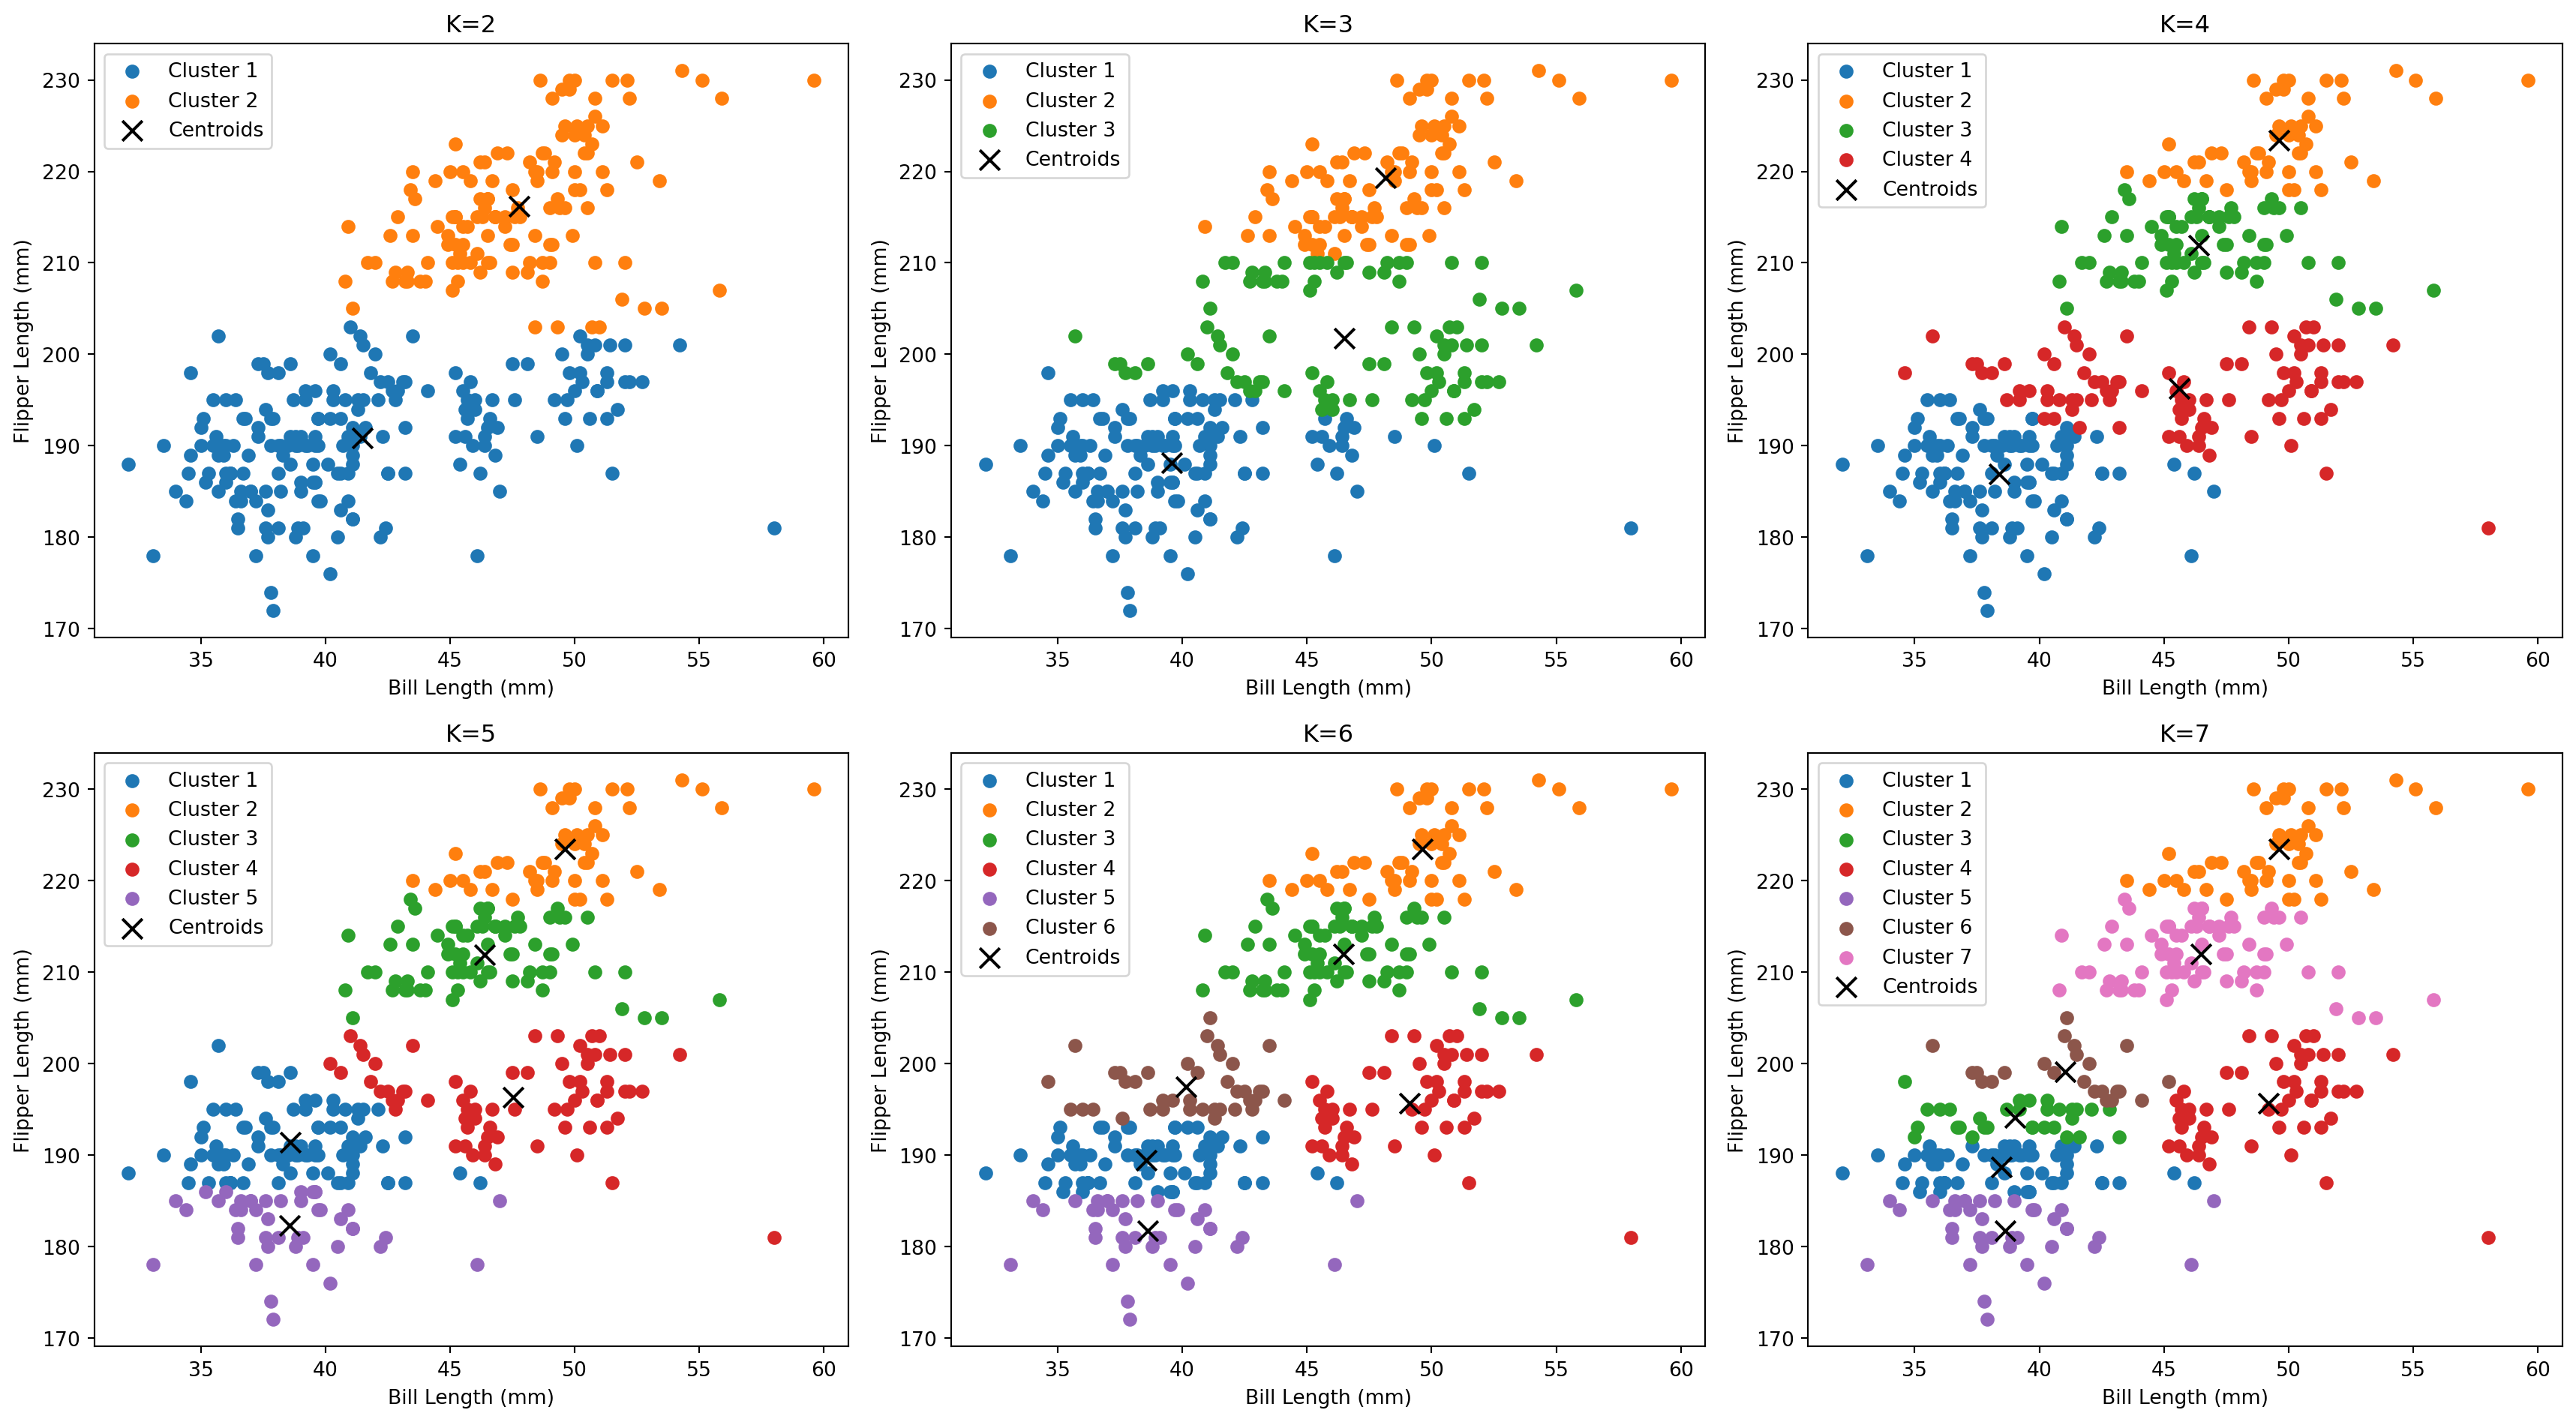 K=2
Cluster 1
Cluster 2
Centroids
230
220
210
200
190
180
170
Flipper Length (mm)
35 40 45 50 55 60
Bill Length (mm)
K=3
Cluster 1
Cluster 2
Cluster 3
Centroids
230
220
210
200
190
180
170
Flipper Length (mm)
35 40 45 50 55 60
Bill Length (mm)
K=4
Cluster 1
Cluster 2
Cluster 3
Cluster 4
Centroids
230
220
210
200
190
180
170
Flipper Length (mm)
35 40 45 50 55 60
Bill Length (mm)
K=5
Cluster 1
Cluster 2
Cluster 3
Cluster 4
Cluster 5
Centroids
230
220
210
200
190
180
170
Flipper Length (mm)
35 40 45 50 55 60
Bill Length (mm)
K=6
Cluster 1
Cluster 2
Cluster 3
Cluster 4
Cluster 5
Cluster 6
Centroids
230
220
210
200
190
180
170
Flipper Length (mm)
35 40 45 50 55 60
Bill Length (mm)
K=7
Cluster 1
Cluster 2
Cluster 3
Cluster 4
Cluster 5
Cluster 6
Cluster 7
Centroids
230
220
210
200
190
180
170
Flipper Length (mm)
35 40 45 50 55 60
Bill Length (mm)